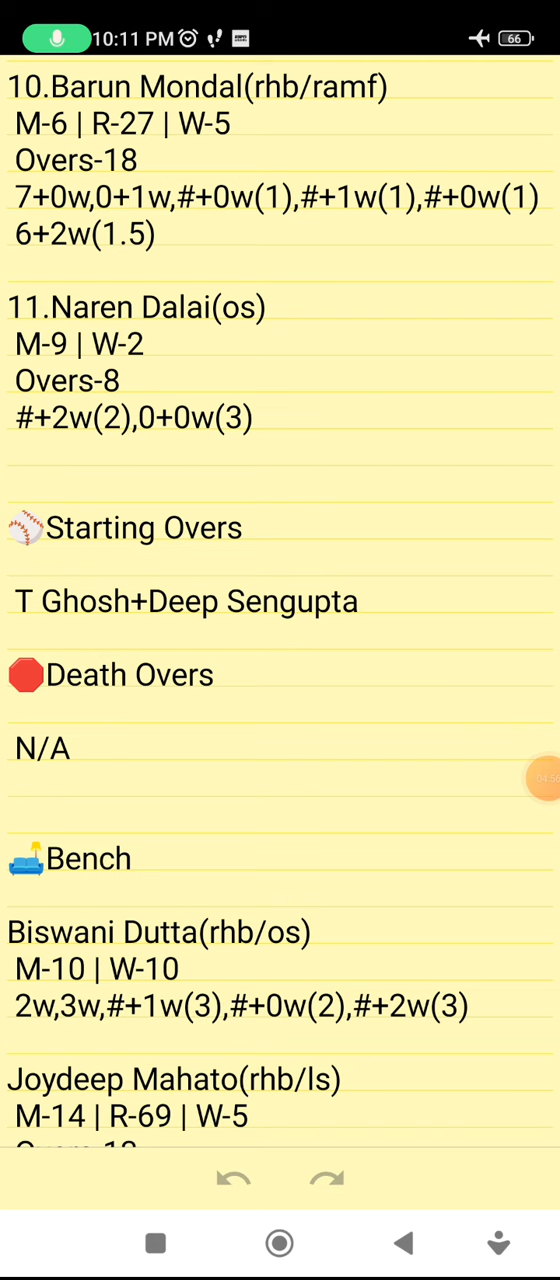 10:11 PM
66
10.Barun Mondal(rhb/ramf)
M-6 | R-27 | W-5
Overs-18
7+0w,0+1w,#+0w(1),#+1w(1),#+0w(1)
6+2w(1.5)
11.Naren Dalai(os)
M-9 | W-2
Overs-8
#+2w(2),0+0w(3)
Starting Overs
T Ghosh+Deep Sengupta
Death Overs
N/A
Bench
Biswani Dutta(rhb/os)
M-10 | W-10
2w,3w,#+1w(3),#+0w(2),#+2w(3)
Joydeep Mahato(rhb/ls)
M-14 | R-69 | W-5